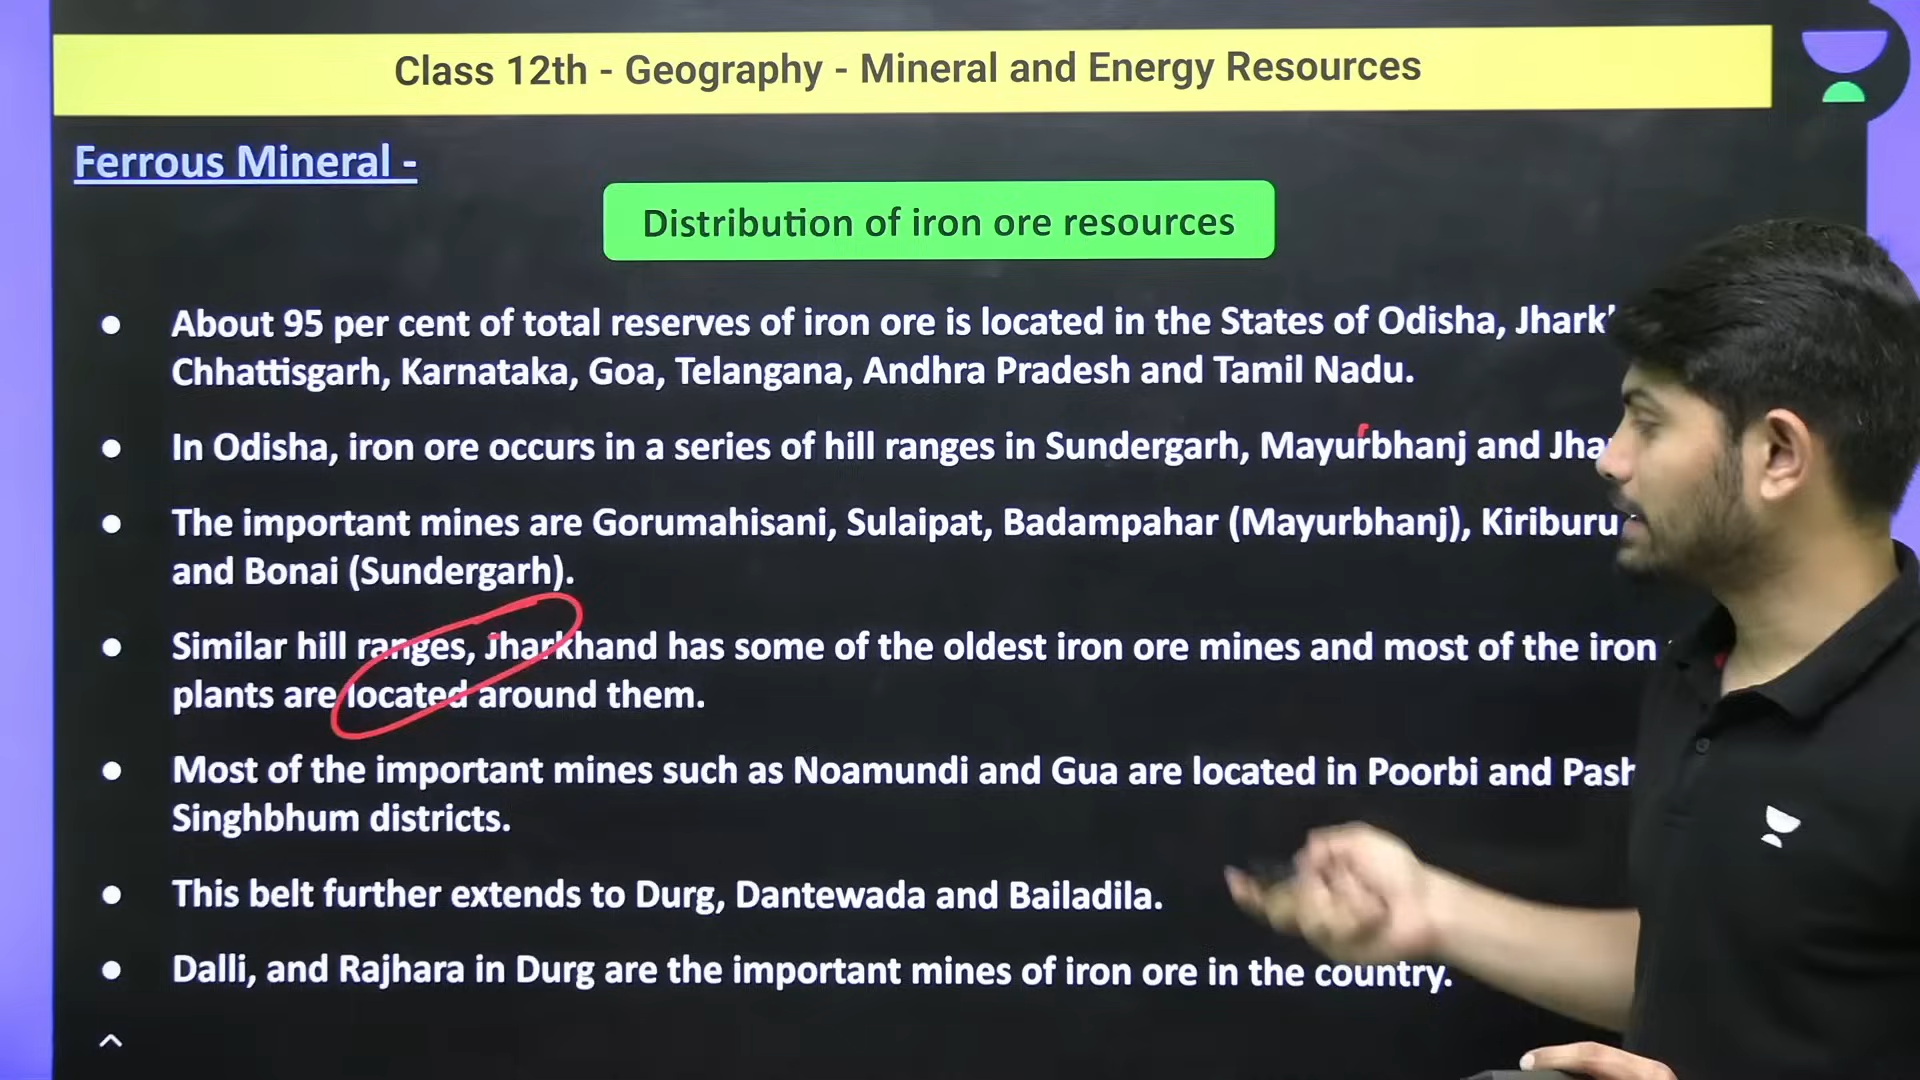 Class 12th - Geography - Mineral and Energy Resources
Ferrous Mineral -
Distribution of iron ore resources
● About 95 per cent of total reserves of iron ore is located in the States of Odisha,
Chhattisgarh, Karnataka, Goa, Telangana, Andhra Pradesh and Tamil Nadu.
● In Odisha, iron ore occurs in a series of hill ranges in Sundergarh, Mayurbhanj and
● The important mines are Gorumahisani, Sulaipat, Badampahar (Mayurbhanj), Kiriburu
and Bonai (Sundergarh).
● Similar hill ranges, Jharkhand has some of the oldest iron ore mines and most of the iron
plants are located around them.
● Most of the important mines such as Noamundi and Gua are located in Poorbi and
Singhbhum districts.
● This belt further extends to Durg, Dantewada and Bailadila.
● Dalli, and Rajhara in Durg are the important mines of iron ore in the country.